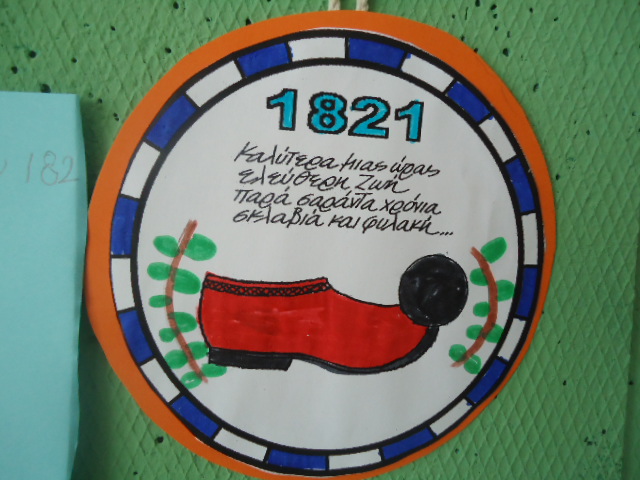 1821
Καλύτερα μιας ώρας
ελεύθερη ζωή
παρά σαράντα χρόνια
σκλαβιά και φυλακή....
182